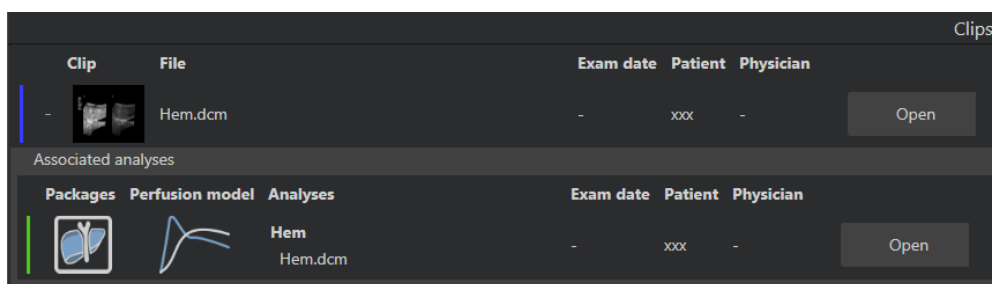 Clips
Clip File Exam date Patient Physician
- Hem.dcm - xxx - Open
Associated analyses
Packages Perfusion model Analyses Exam date Patient Physician
Hem
Hem.dcm - xxx - Open